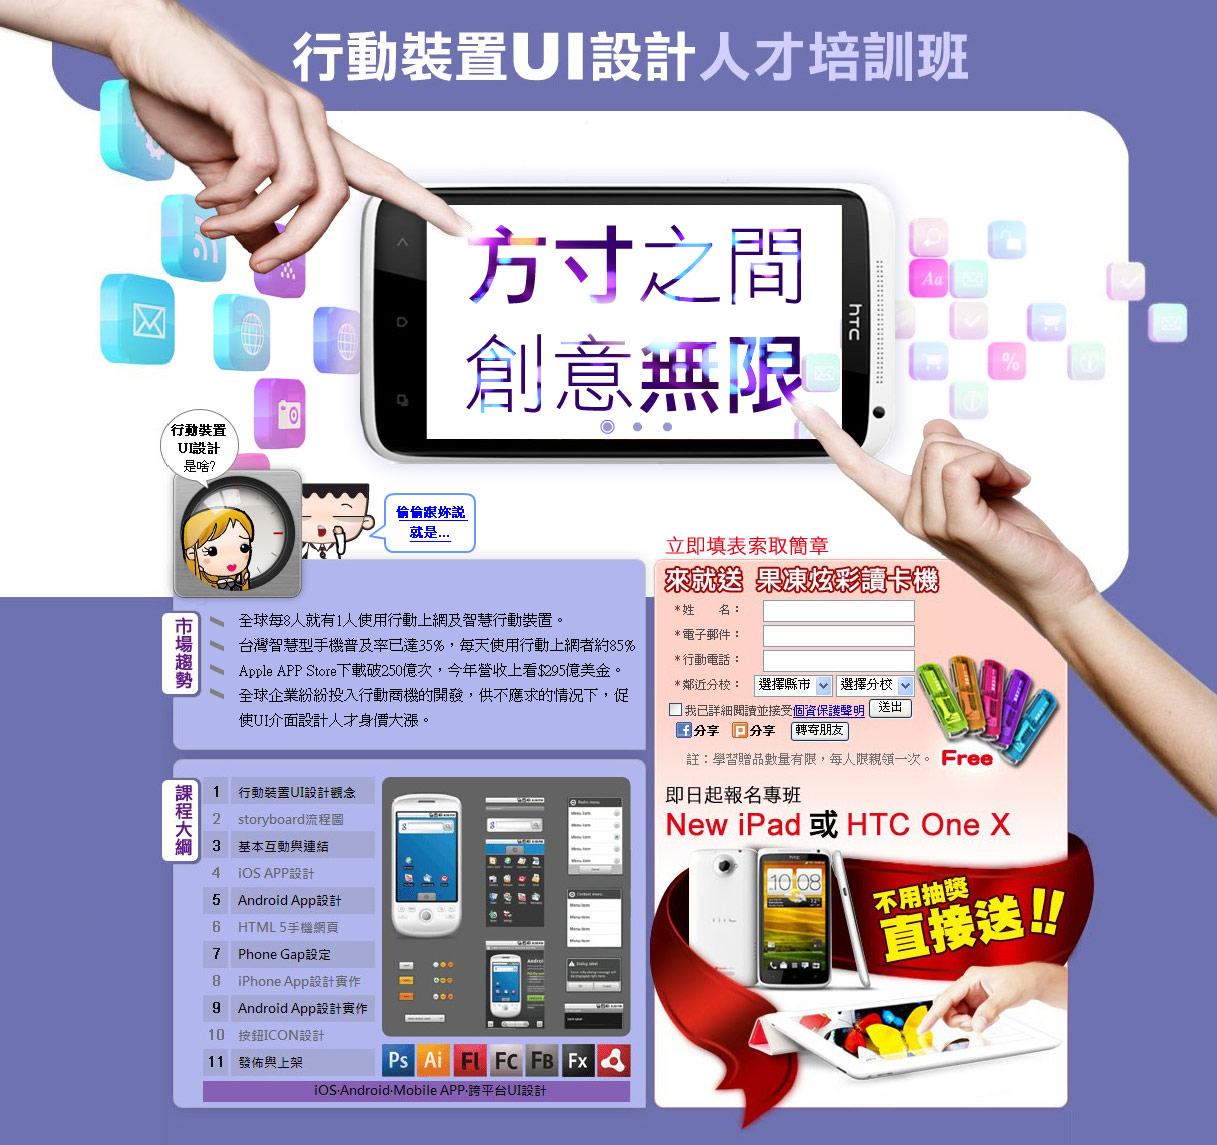 行動裝置UI設計人才培訓班
方寸之間
創意無限
hTC
Aa
%
行動裝置
UI設計
是啥?
偷偷跟妳説
就是...
市場趨勢
全球每8人就有1人使用行動上網及智慧行動裝置。
台灣智慧型手機普及率已達35%，每天使用行動上網者約85%
Apple APP Store下載破250億次，今年營收上看$295億美金。
全球企業紛紛投入行動商機的開發，供不應求的情況下，促
使UI介面設計人才身價大漲。
課程大綱
1 行動裝置UI設計觀念
2 storyboard流程圖
3 基本互動與連結
4 iOS APP設計
5 Android App設計
6 HTML 5手機網頁
7 Phone Gap設定
8 iPhone App設計實作
9 Android App設計實作
10 按鈕ICON設計
11 發佈與上架
Ps Ai Fl FC FB Fx
iOS·Android·Mobile APP·跨平台UI設計
立即填表索取簡章
來就送 果凍炫彩讀卡機
*姓 名：
*電子郵件：
*行動電話：
*鄰近分校： 選擇縣市 選擇分校
我已詳細閱讀並接受個資保護聲明 送出
分享 分享 轉寄朋友
註：學習贈品數量有限，每人限親領一次。 Free
即日起報名專班
New iPad 或 HTC One X
10 08
不用抽獎
直接送!!